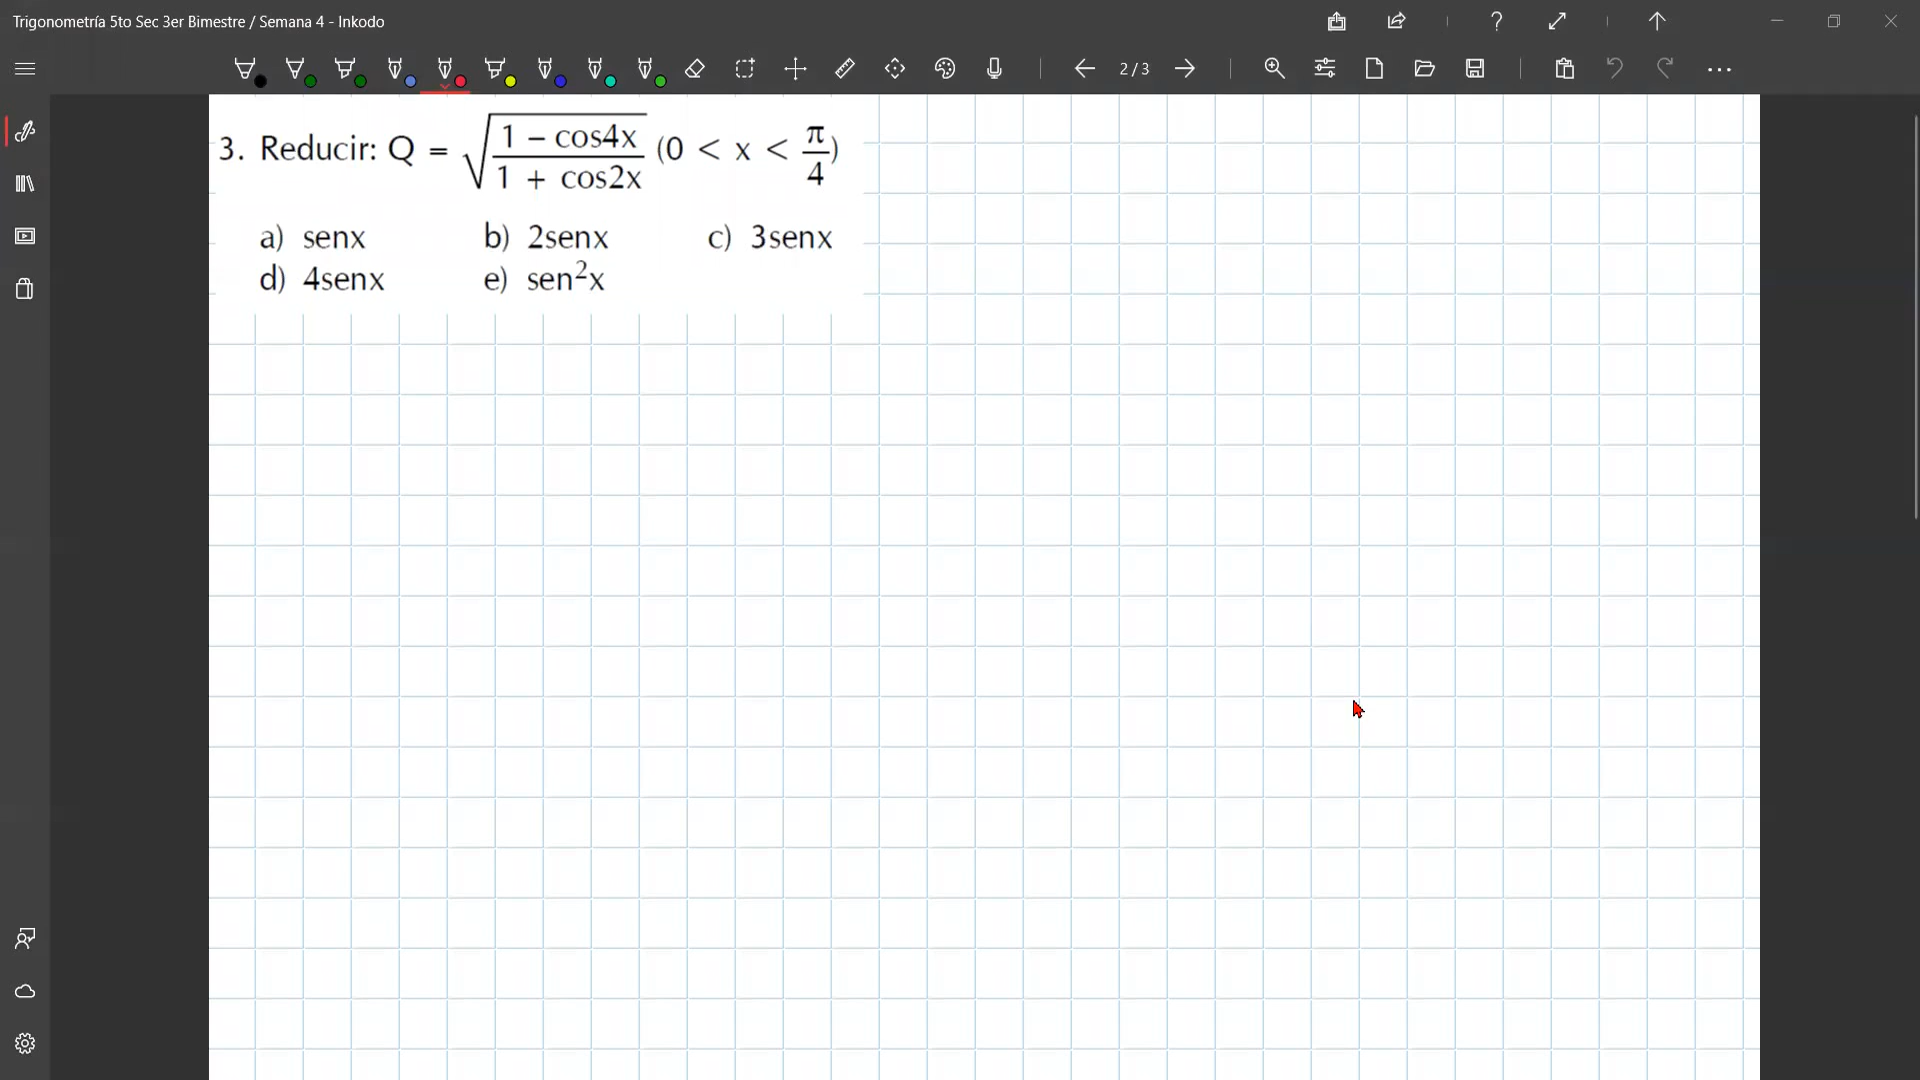 Trigonometría 5to Sec 3er Bimestre / Semana 4 - Inkodo
2 / 3
3. Reducir: Q = √((1 − cos4x)/(1 + cos2x)) (0 < x < π/4)
a) senx b) 2senx c) 3senx
d) 4senx e) sen²x